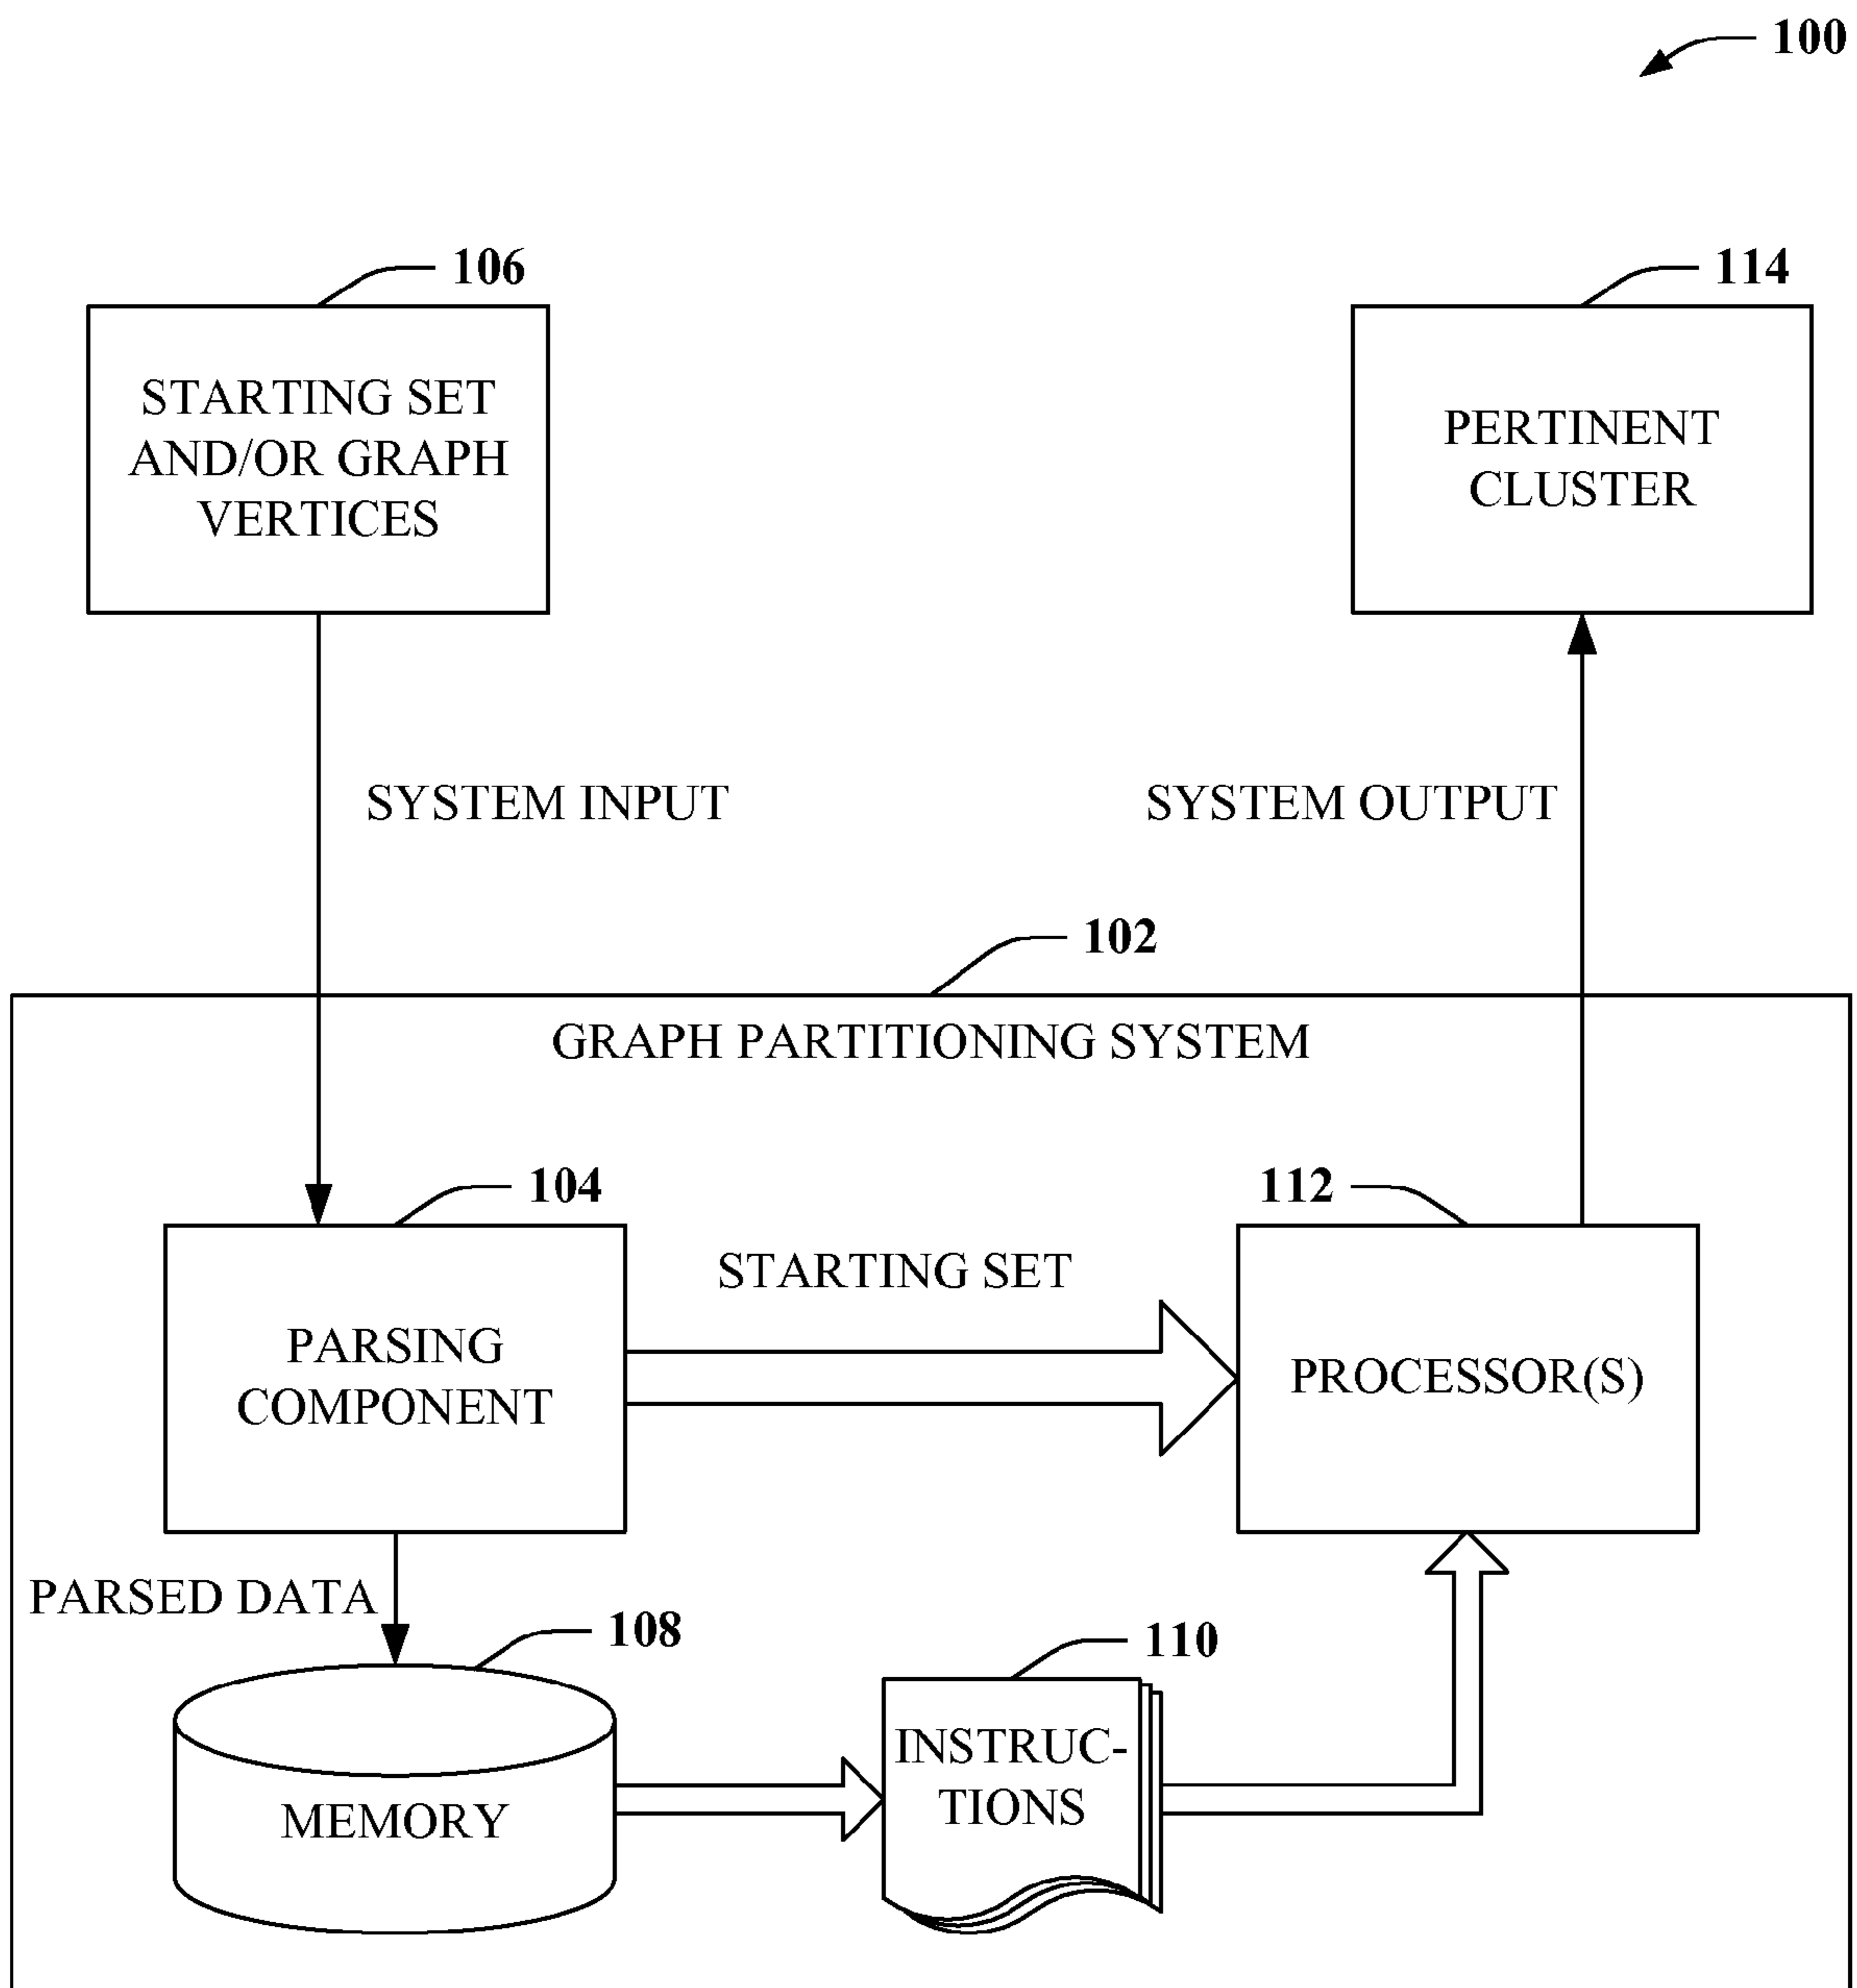 100
106
114
STARTING SET
AND/OR GRAPH
VERTICES
PERTINENT
CLUSTER
SYSTEM INPUT
SYSTEM OUTPUT
102
GRAPH PARTITIONING SYSTEM
104
112
STARTING SET
PARSING
COMPONENT
PROCESSOR(S)
PARSED DATA
108
110
INSTRUC-
TIONS
MEMORY